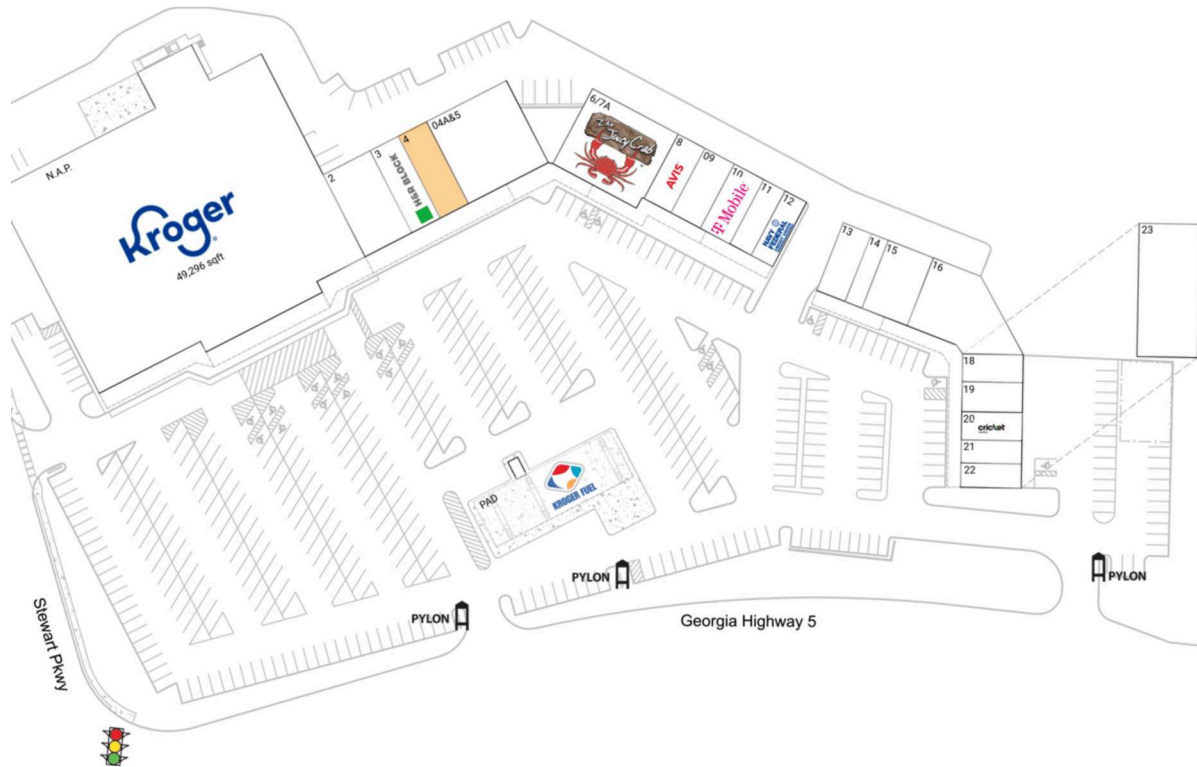 N.A.P.
Kroger
49,296 sqft
2
3
H&R BLOCK
4
04A&5
6/7A
The Juicy Crab
8
AVIS
09
10
T Mobile
11
12
NAVY
FEDERAL
13
14
15
16
23
18
19
20
cricket
21
22
PAD
KROGER FUEL
PYLON
PYLON
PYLON
Georgia Highway 5
Stewart Pkwy